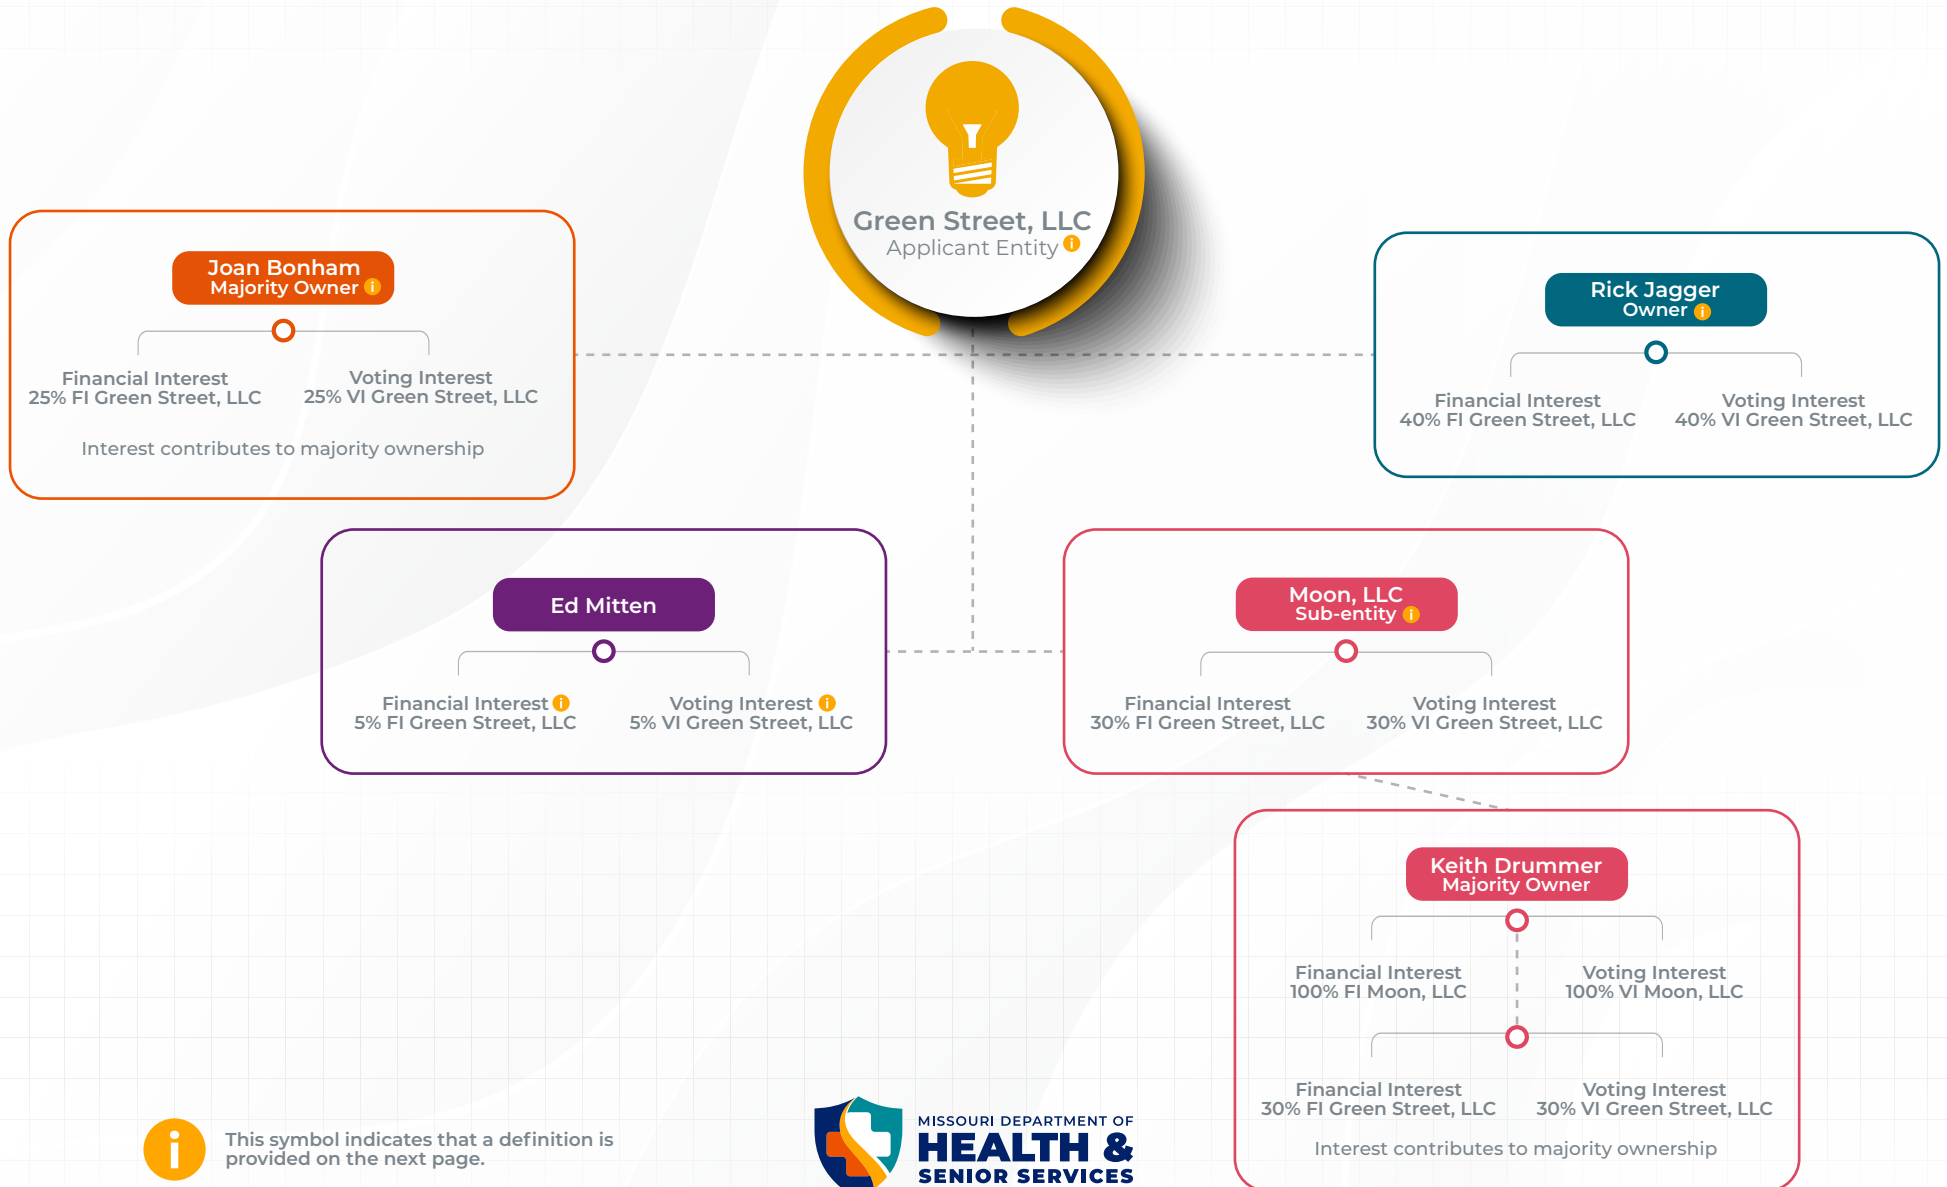 Green Street, LLC
Applicant Entity i
Joan Bonham
Majority Owner i
Financial Interest
25% FI Green Street, LLC
Voting Interest
25% VI Green Street, LLC
Interest contributes to majority ownership
Rick Jagger
Owner i
Financial Interest
40% FI Green Street, LLC
Voting Interest
40% VI Green Street, LLC
Ed Mitten
Financial Interest i
5% FI Green Street, LLC
Voting Interest i
5% VI Green Street, LLC
Moon, LLC
Sub-entity i
Financial Interest
30% FI Green Street, LLC
Voting Interest
30% VI Green Street, LLC
Keith Drummer
Majority Owner
Financial Interest
100% FI Moon, LLC
Voting Interest
100% VI Moon, LLC
Financial Interest
30% FI Green Street, LLC
Voting Interest
30% VI Green Street, LLC
Interest contributes to majority ownership
i
This symbol indicates that a definition is
provided on the next page.
MISSOURI DEPARTMENT OF
HEALTH &
SENIOR SERVICES